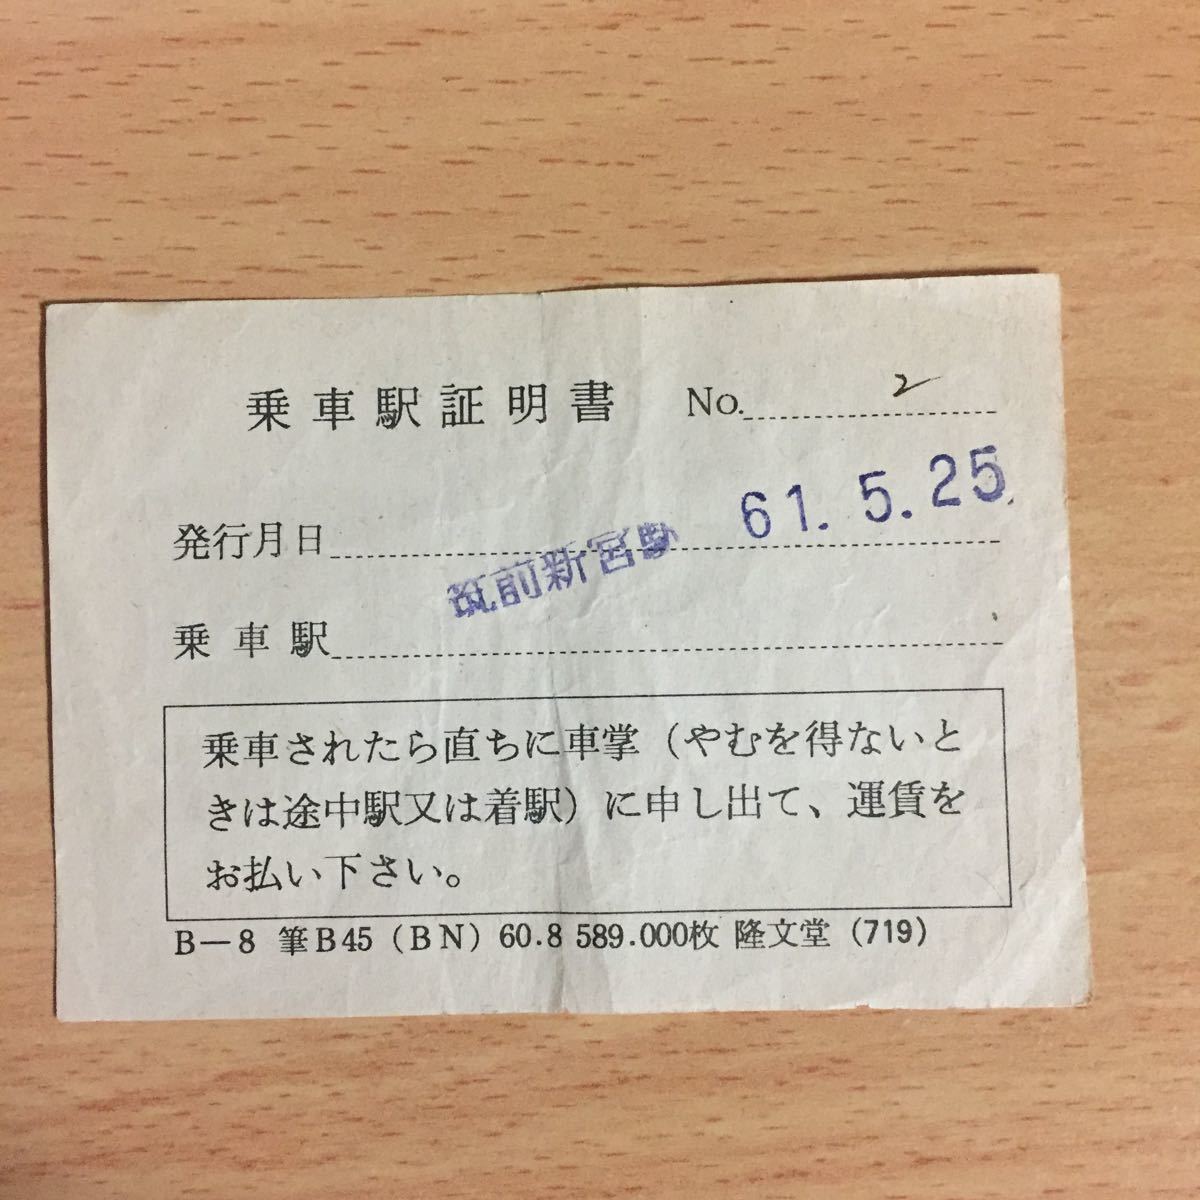 乗車駅証明書 No. 2
発行月日 61.5.25
筑前新宮駅
乗車駅
乗車されたら直ちに車掌（やむを得ないと
きは途中駅又は着駅）に申し出て、運賃を
お払い下さい。
B－8 筆B45（BN）60.8 589.000枚 隆文堂（719）